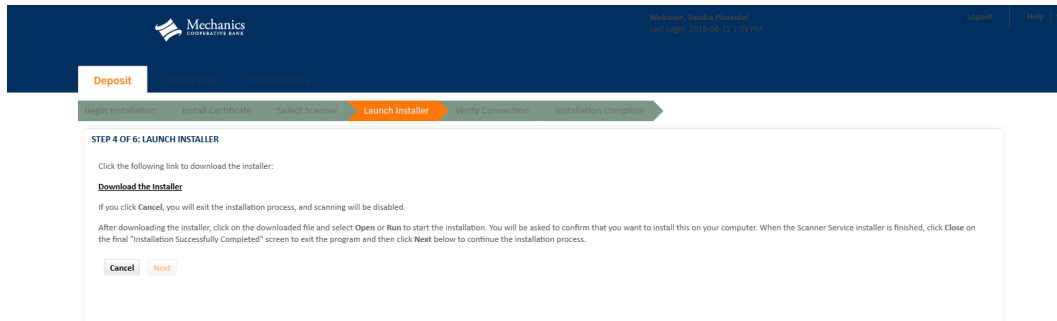 Mechanics
COOPERATIVE BANK
Welcome, Sandra Pimentel
Last Login: 2019-08-22 2:03 PM
Logout
Help |
Deposit
Reporting
Preferences
Begin Installation
Install Certificate
Select Scanner
Launch Installer
Verify Connection
Installation Complete
STEP 4 OF 6: LAUNCH INSTALLER
Click the following link to download the installer:
Download the Installer
If you click Cancel, you will exit the installation process, and scanning will be disabled.
After downloading the installer, click on the downloaded file and select Open or Run to start the installation. You will be asked to confirm that you want to install this on your computer. When the Scanner Service installer is finished, click Close on
the final "Installation Successfully Completed" screen to exit the program and then click Next below to continue the installation process.
Cancel
Next